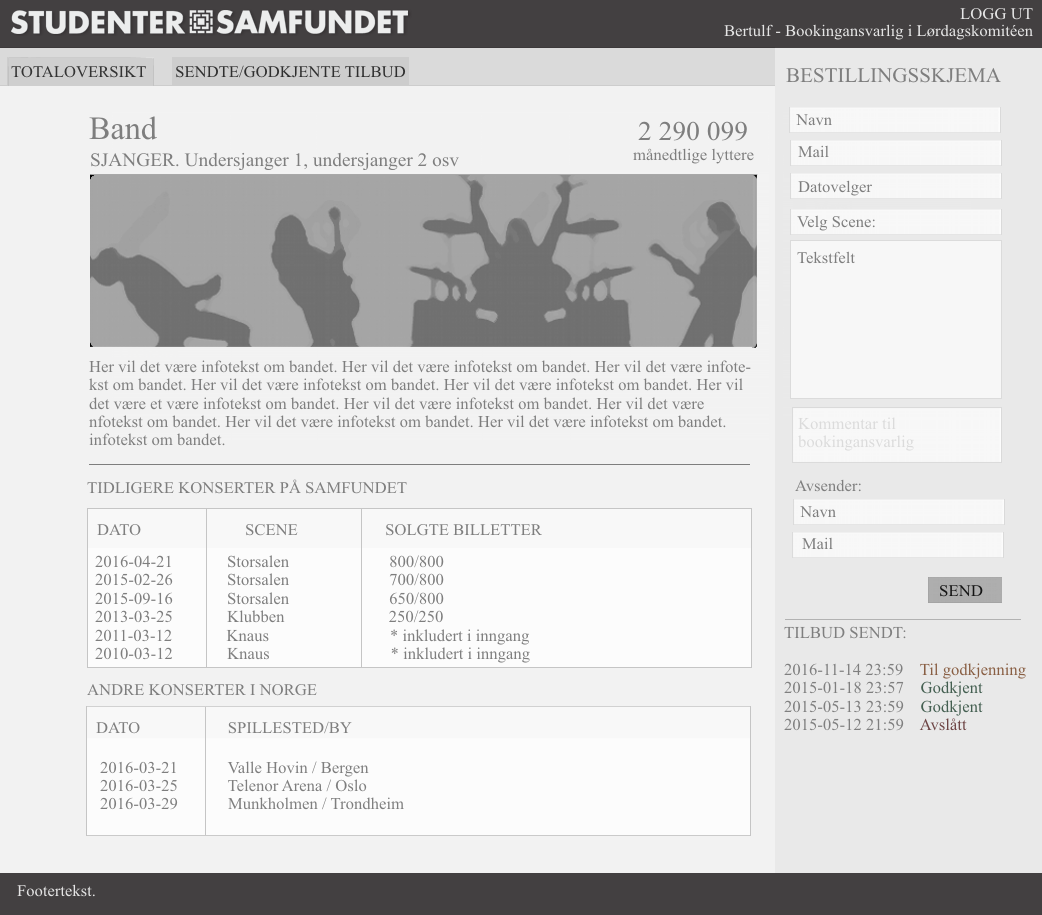 STUDENTERSAMFUNDET
LOGG UT
Bertulf - Bookingansvarlig i Lørdagskomitéen
TOTALOVERSIKT
SENDTE/GODKJENTE TILBUD
Band
2 290 099
SJANGER. Undersjanger 1, undersjanger 2 osv
månedtlige lyttere
Her vil det være infotekst om bandet. Her vil det være infotekst om bandet. Her vil det være infote-
kst om bandet. Her vil det være infotekst om bandet. Her vil det være infotekst om bandet. Her vil
det være et være infotekst om bandet. Her vil det være infotekst om bandet. Her vil det være
nfotekst om bandet. Her vil det være infotekst om bandet. Her vil det være infotekst om bandet.
infotekst om bandet.
TIDLIGERE KONSERTER PÅ SAMFUNDET
DATO SCENE SOLGTE BILLETTER
2016-04-21 Storsalen 800/800
2015-02-26 Storsalen 700/800
2015-09-16 Storsalen 650/800
2013-03-25 Klubben 250/250
2011-03-12 Knaus * inkludert i inngang
2010-03-12 Knaus * inkludert i inngang
ANDRE KONSERTER I NORGE
DATO SPILLESTED/BY
2016-03-21 Valle Hovin / Bergen
2016-03-25 Telenor Arena / Oslo
2016-03-29 Munkholmen / Trondheim
BESTILLINGSSKJEMA
Navn
Mail
Datovelger
Velg Scene:
Tekstfelt
Kommentar til
bookingansvarlig
Avsender:
Navn
Mail
SEND
TILBUD SENDT:
2016-11-14 23:59 Til godkjenning
2015-01-18 23:57 Godkjent
2015-05-13 23:59 Godkjent
2015-05-12 21:59 Avslått
Footertekst.